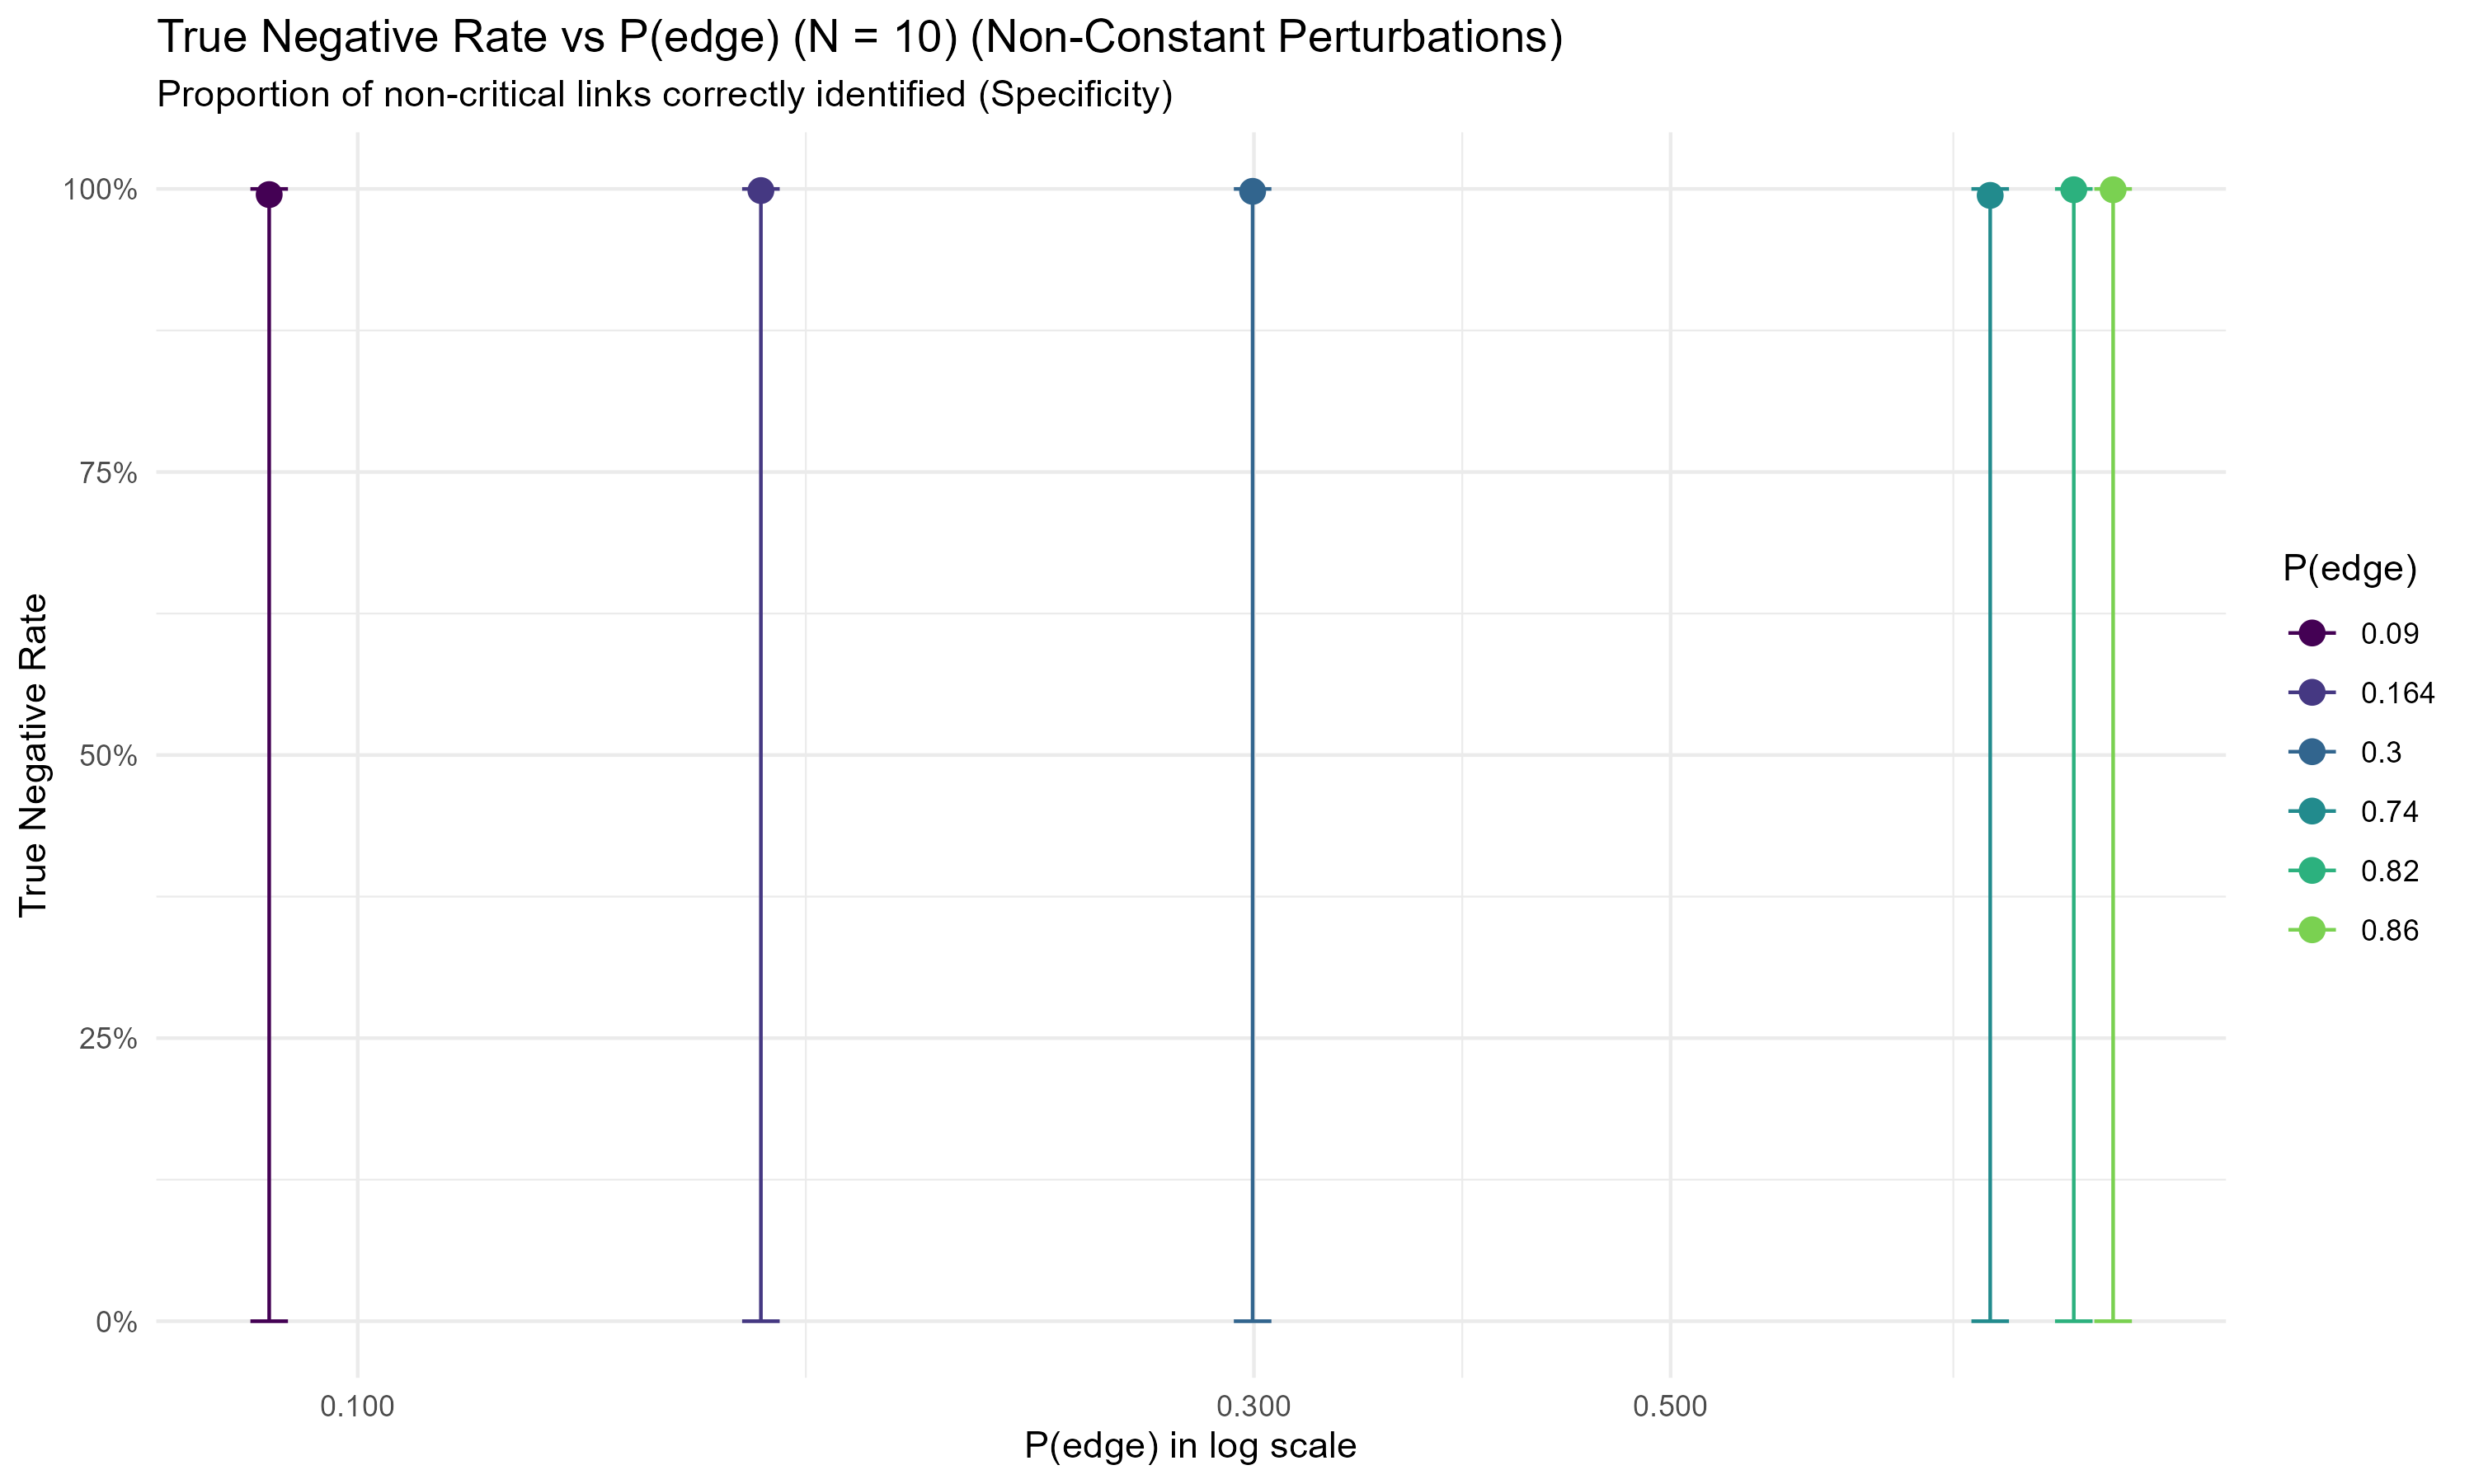 True Negative Rate vs P(edge) (N = 10) (Non-Constant Perturbations)
Proportion of non-critical links correctly identified (Specificity)
100%
75%
50%
25%
0%
True Negative Rate
0.100
0.300
0.500
P(edge) in log scale
P(edge)
0.09
0.164
0.3
0.74
0.82
0.86